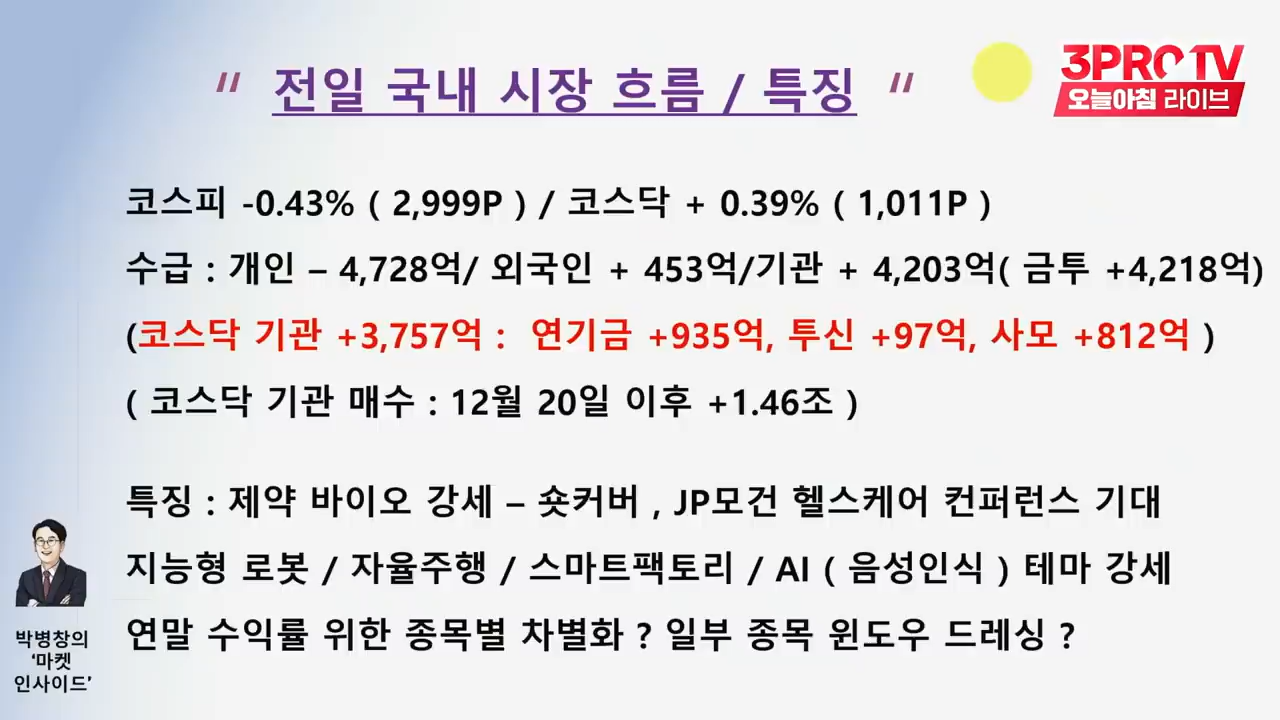 “ 전일 국내 시장 흐름 / 특징 “
3PRO TV
오늘아침 라이브
코스피 -0.43% ( 2,999P ) / 코스닥 + 0.39% ( 1,011P )
수급 : 개인 – 4,728억/ 외국인 + 453억/기관 + 4,203억( 금투 +4,218억)
(코스닥 기관 +3,757억 : 연기금 +935억, 투신 +97억, 사모 +812억 )
( 코스닥 기관 매수 : 12월 20일 이후 +1.46조 )
특징 : 제약 바이오 강세 – 숏커버 , JP모건 헬스케어 컨퍼런스 기대
지능형 로봇 / 자율주행 / 스마트팩토리 / AI ( 음성인식 ) 테마 강세
연말 수익률 위한 종목별 차별화 ? 일부 종목 윈도우 드레싱 ?
박병창의
‘마켓
인사이드’